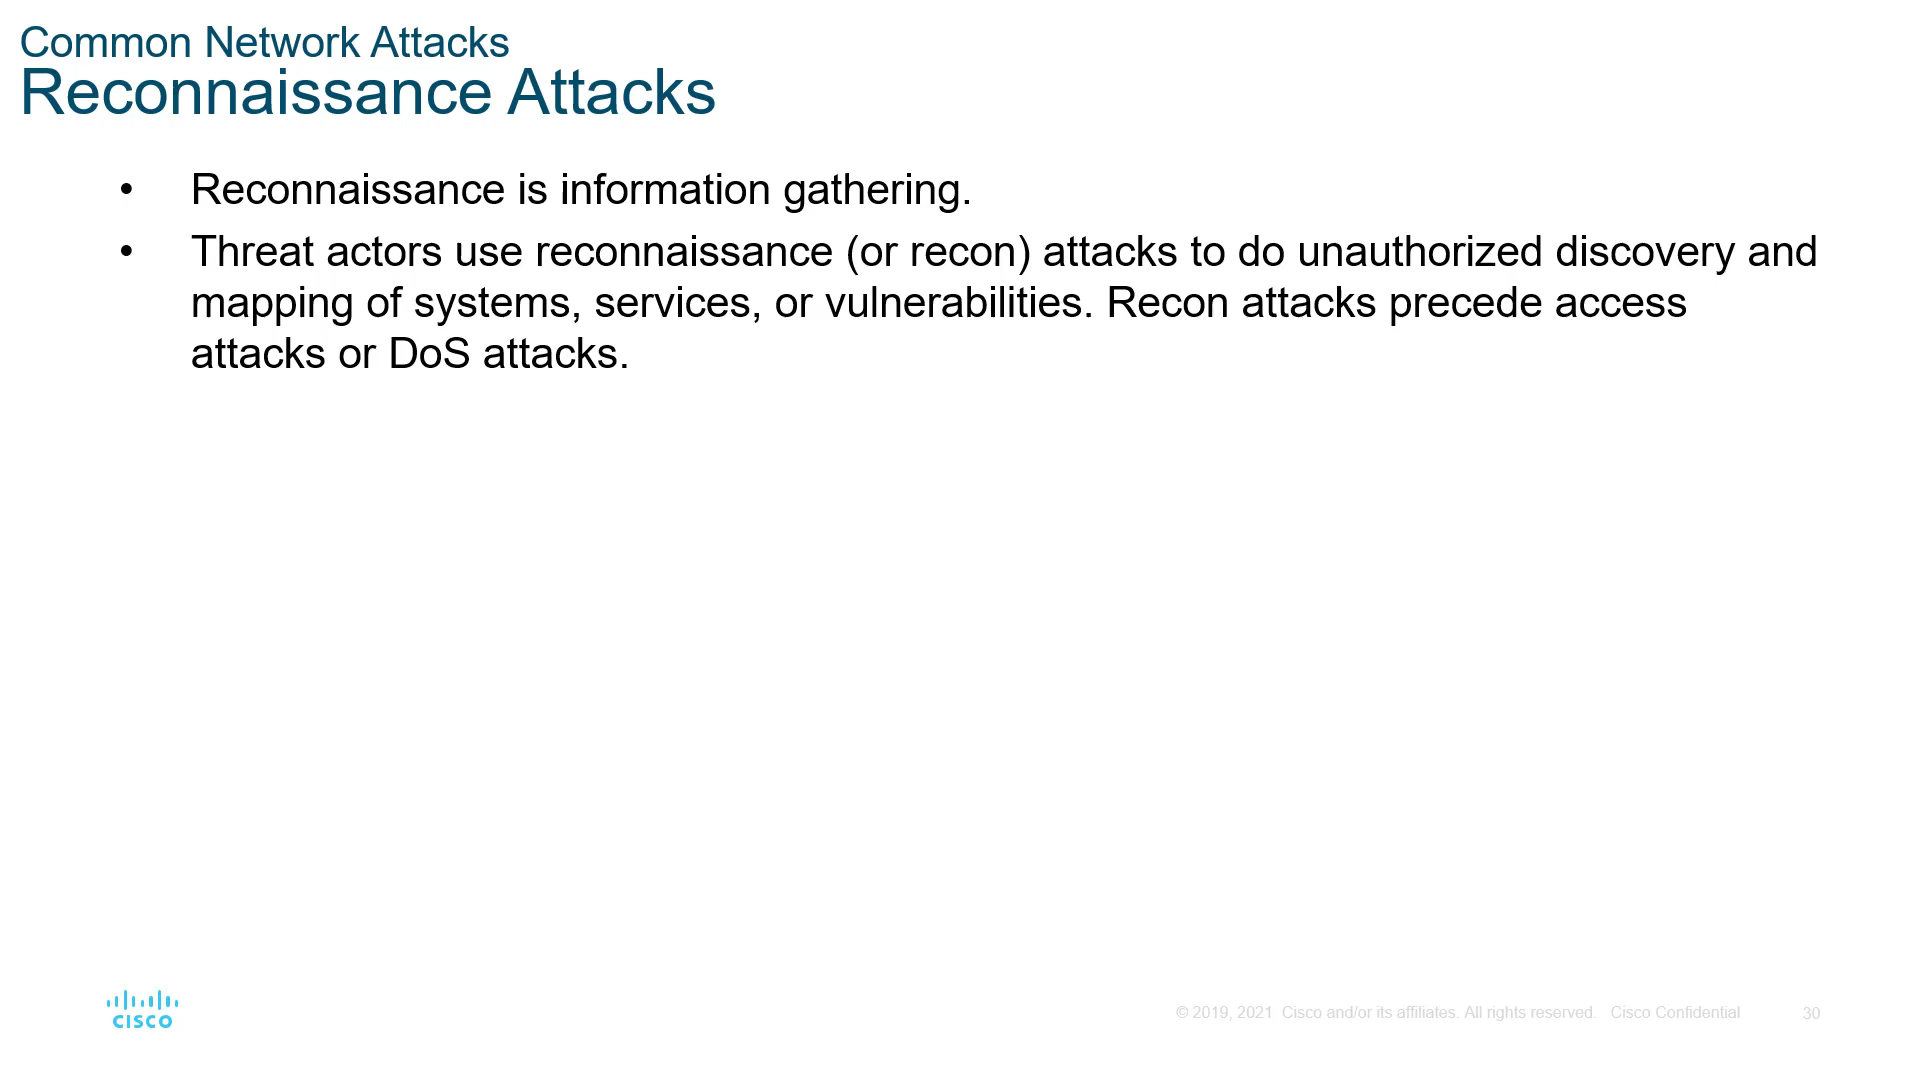 Common Network Attacks
Reconnaissance Attacks
• Reconnaissance is information gathering.
• Threat actors use reconnaissance (or recon) attacks to do unauthorized discovery and
mapping of systems, services, or vulnerabilities. Recon attacks precede access
attacks or DoS attacks.
CISCO
© 2019, 2021 Cisco and/or its affiliates. All rights reserved. Cisco Confidential 30